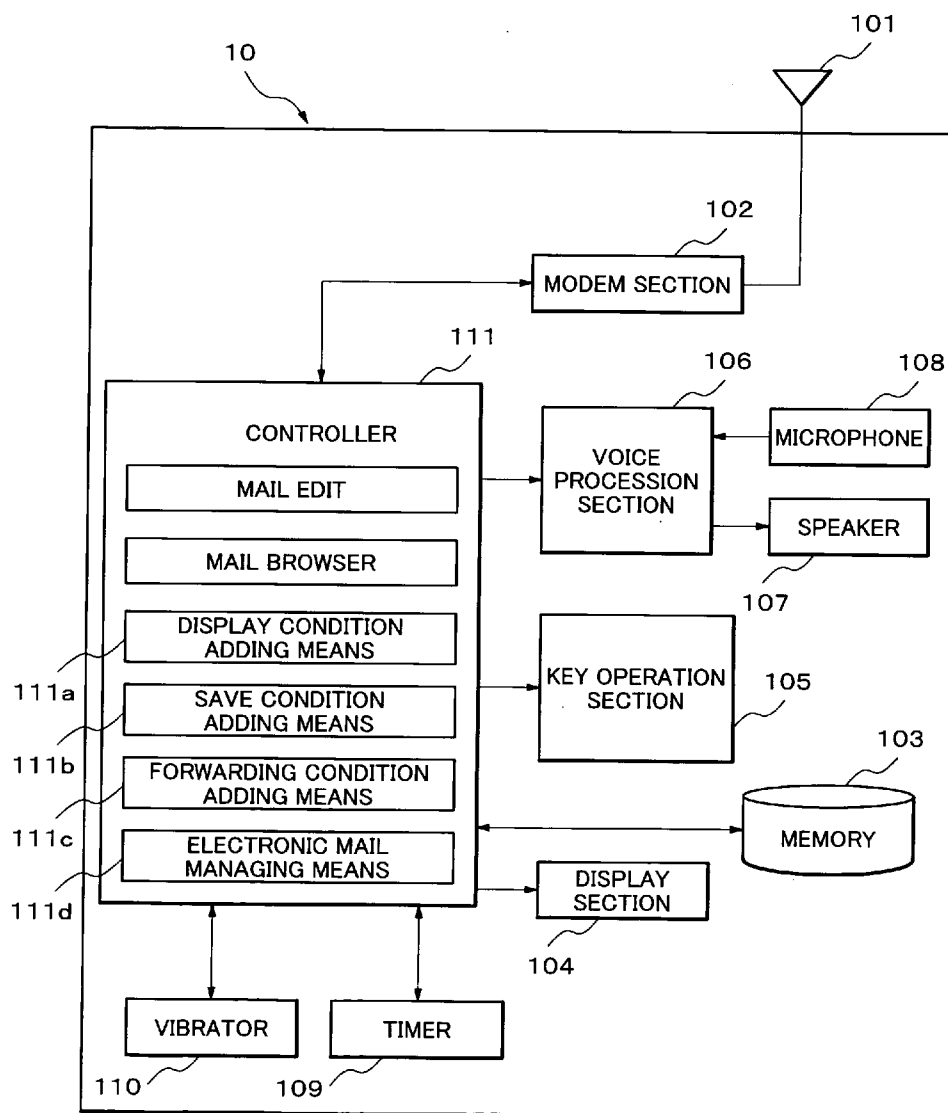 101
10
102
MODEM SECTION
111
106
108
CONTROLLER
MICROPHONE
VOICE
PROCESSION
SECTION
MAIL EDIT
SPEAKER
MAIL BROWSER
107
DISPLAY CONDITION
ADDING MEANS
111a
KEY OPERATION
SECTION
105
SAVE CONDITION
ADDING MEANS
111b
103
FORWARDING CONDITION
ADDING MEANS
111c
MEMORY
ELECTRONIC MAIL
MANAGING MEANS
111d
DISPLAY
SECTION
104
VIBRATOR
TIMER
110
109